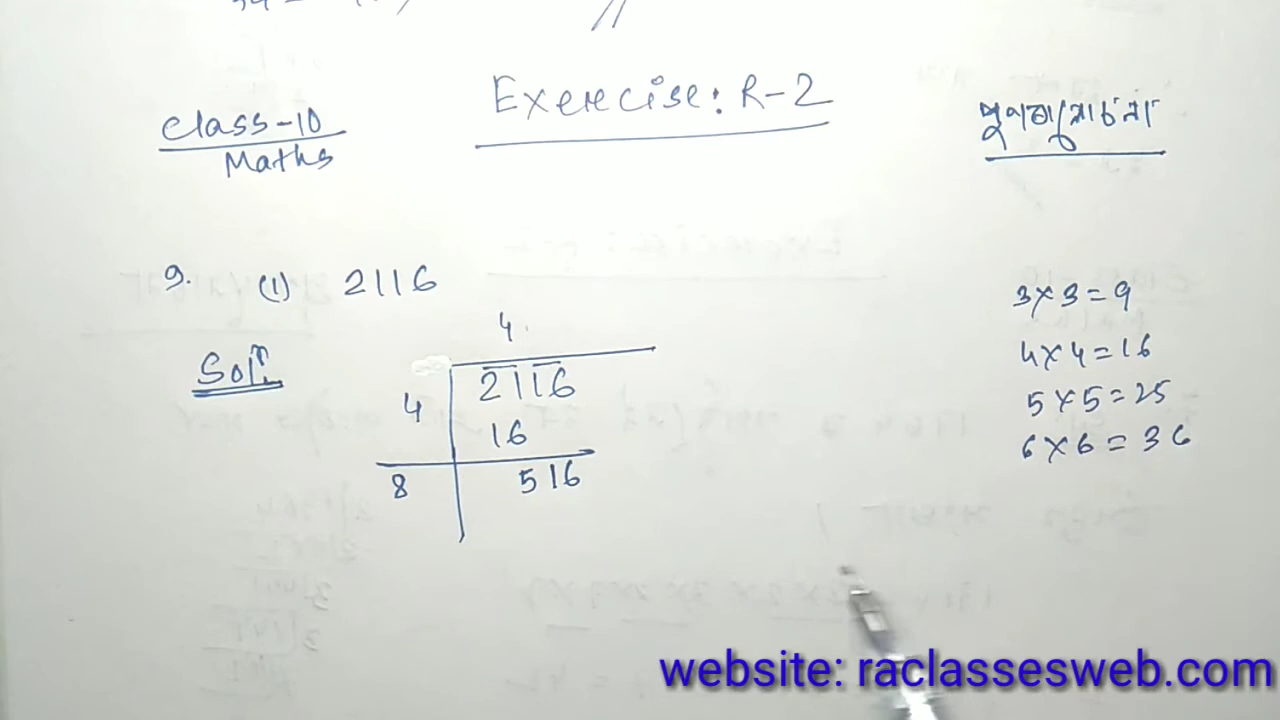 Exercise: R-2
Class-10
Maths
9. (1) 2116
Solⁿ.
4
4 2116
16
8 516
3×3=9
4×4=16
5×5=25
6×6=36
website: raclassesweb.com